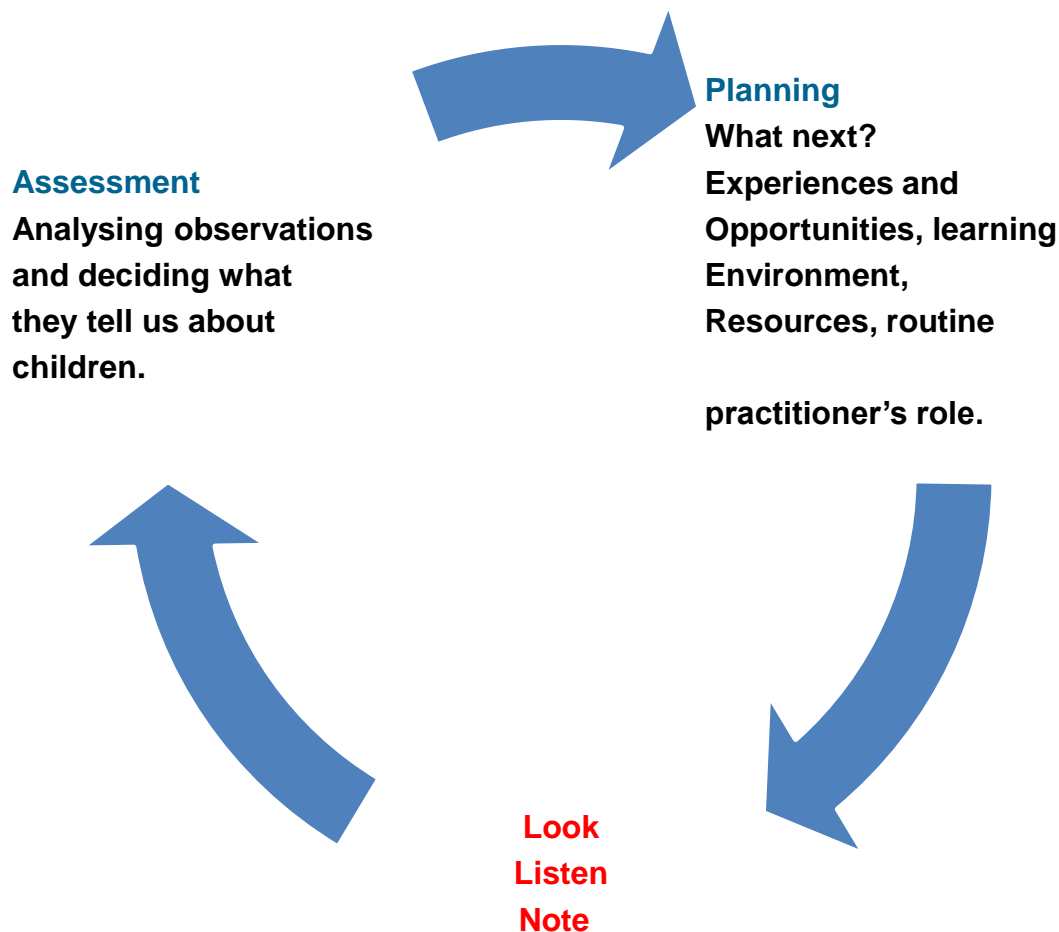 Assessment
Analysing observations
and deciding what
they tell us about
children.
Planning
What next?
Experiences and
Opportunities, learning
Environment,
Resources, routine
practitioner’s role.
Look
Listen
Note